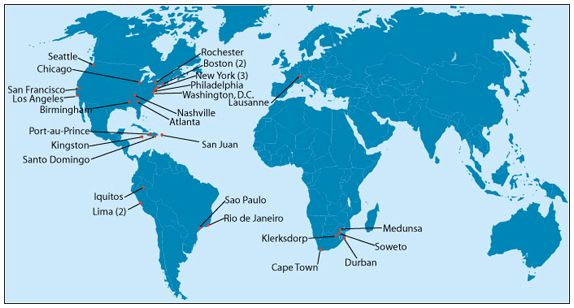 Seattle
Chicago
San Francisco
Los Angeles
Birmingham
Rochester
Boston (2)
New York (3)
Philadelphia
Washington, D.C.
Nashville
Atlanta
Lausanne
Port-au-Prince
Kingston
Santo Domingo
San Juan
Iquitos
Lima (2)
Sao Paulo
Rio de Janeiro
Klerksdorp
Cape Town
Medunsa
Soweto
Durban